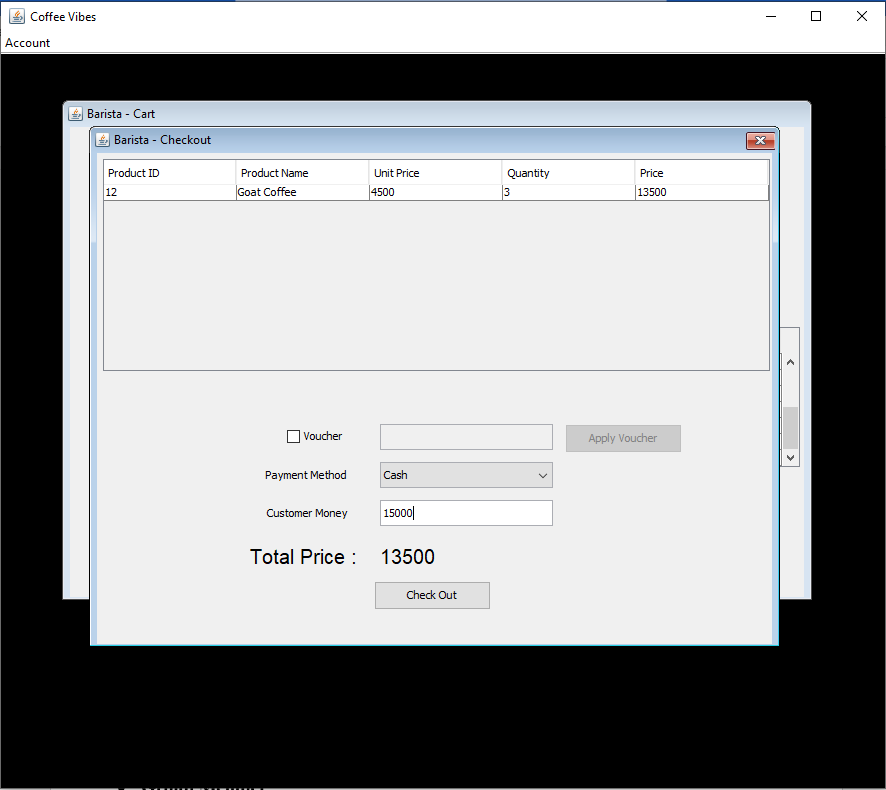 Coffee Vibes
Account
Barista - Cart
Barista - Checkout
Product ID Product Name Unit Price Quantity Price
12 Goat Coffee 4500 3 13500
Voucher Apply Voucher
Payment Method Cash
Customer Money 15000
Total Price : 13500
Check Out